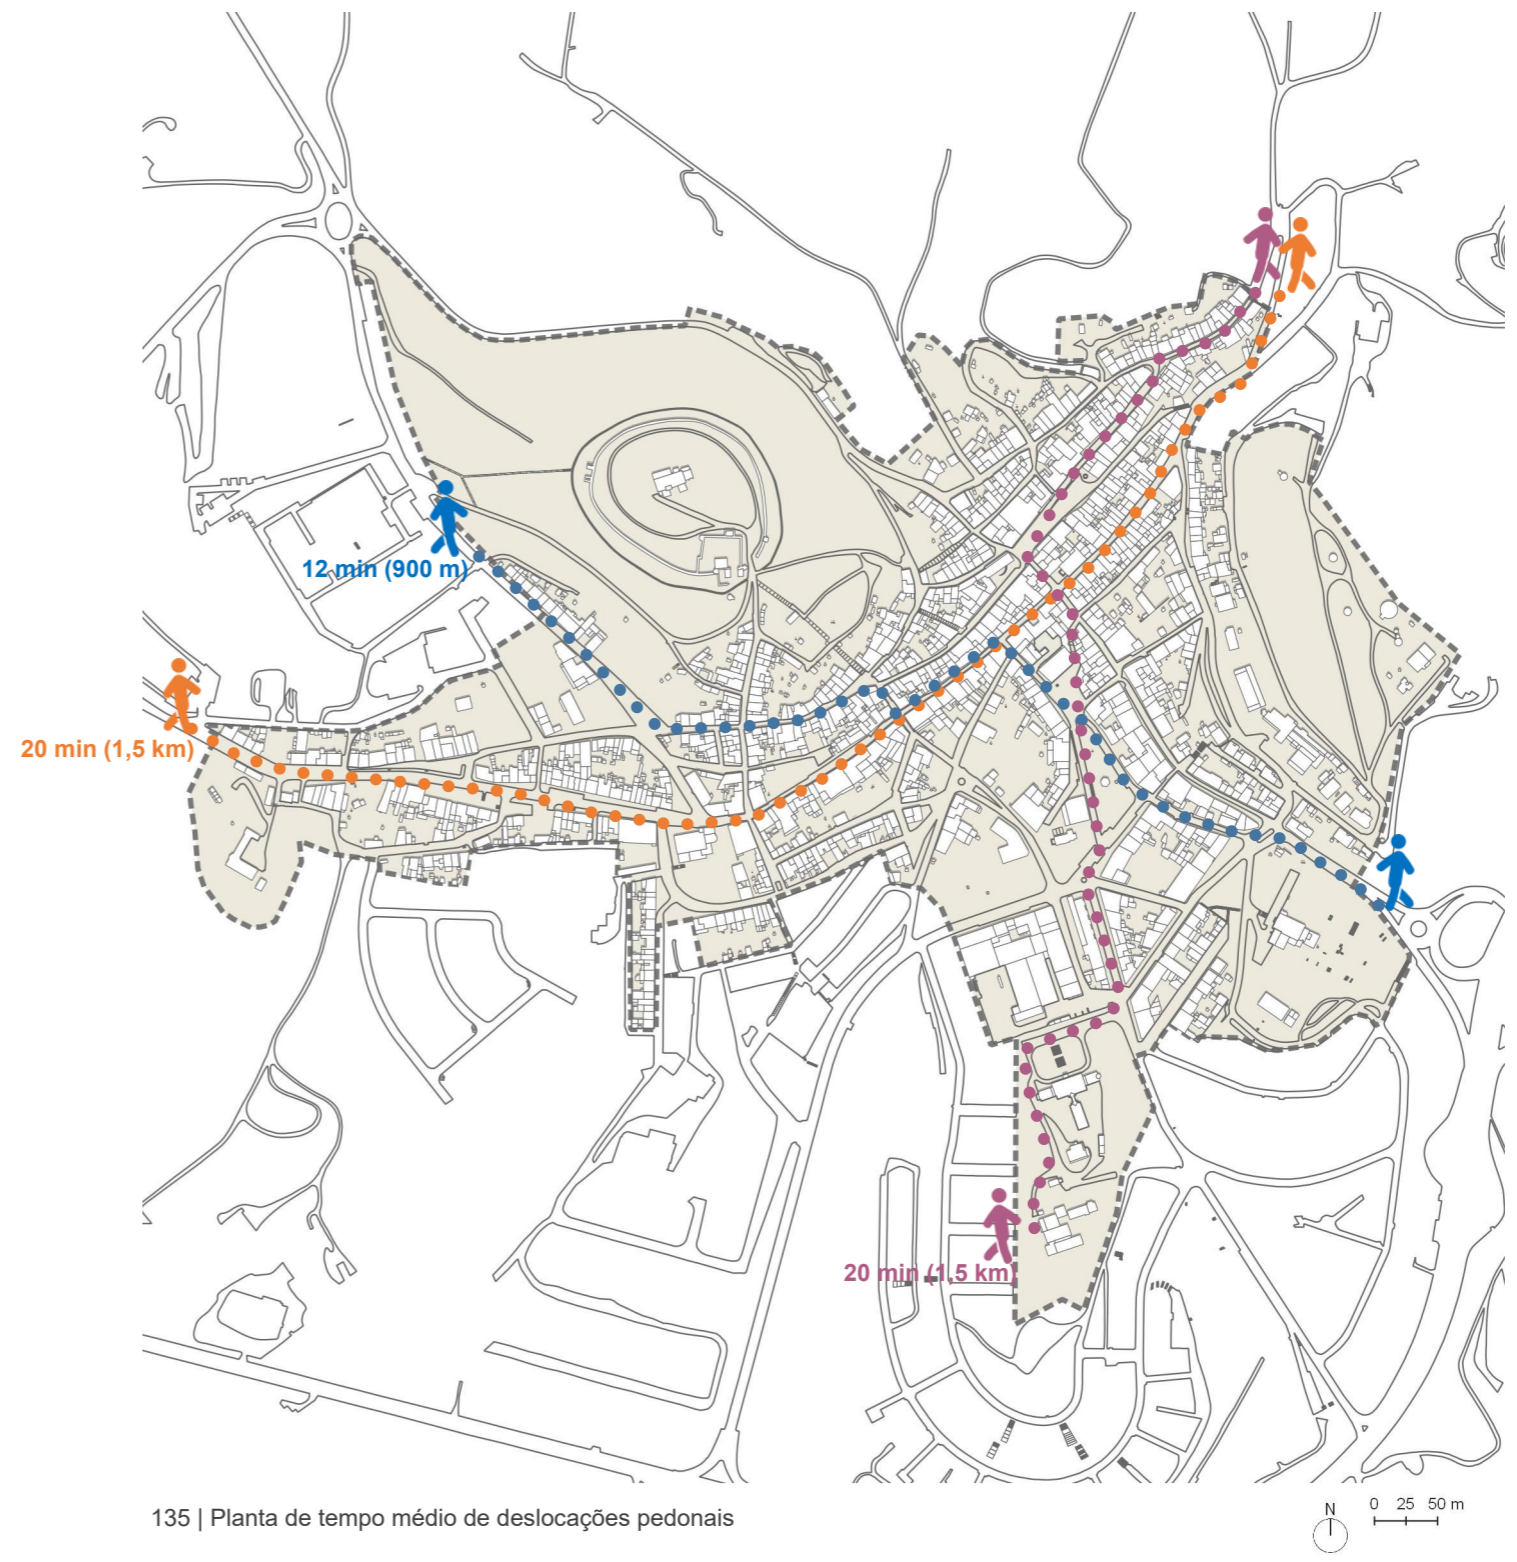 12 min (900 m)
20 min (1,5 km)
20 min (1,5 km)
135 | Planta de tempo médio de deslocações pedonais
N
0 25 50 m